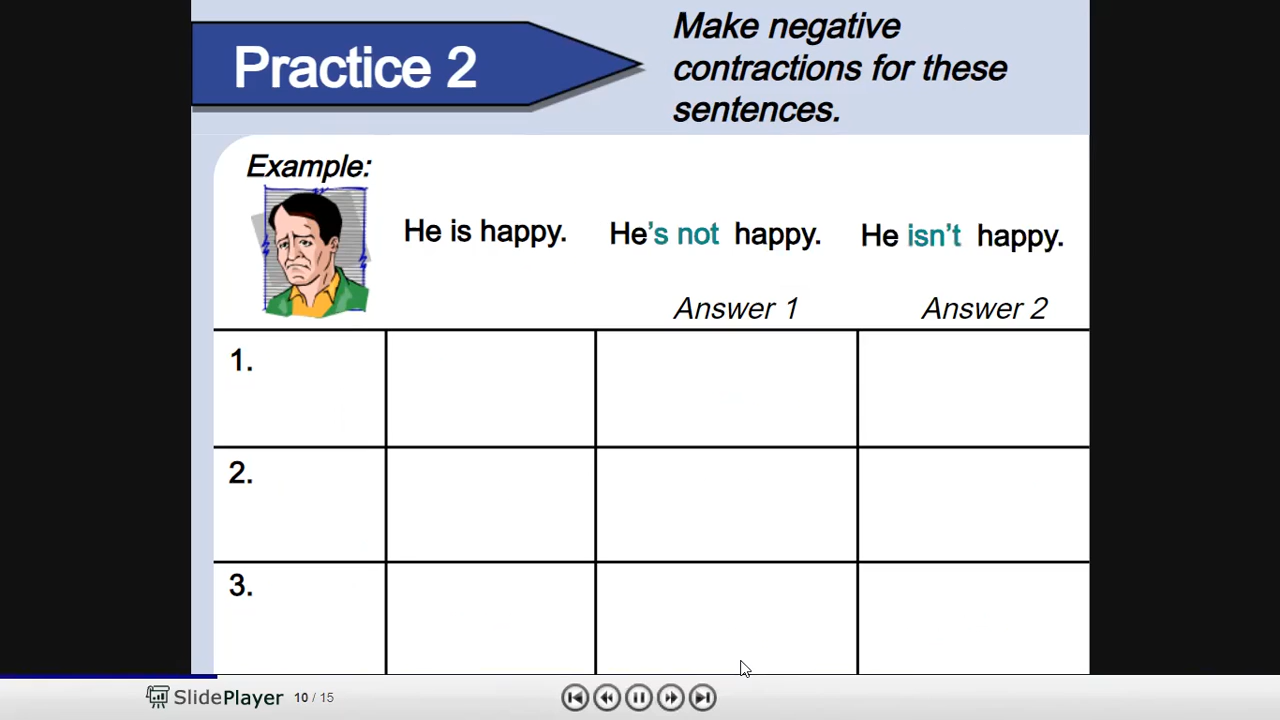 Practice 2
Make negative
contractions for these
sentences.
Example:
He is happy.
He's not happy.
He isn't happy.
Answer 1
Answer 2
1.
2.
3.
SlidePlayer
10 / 15